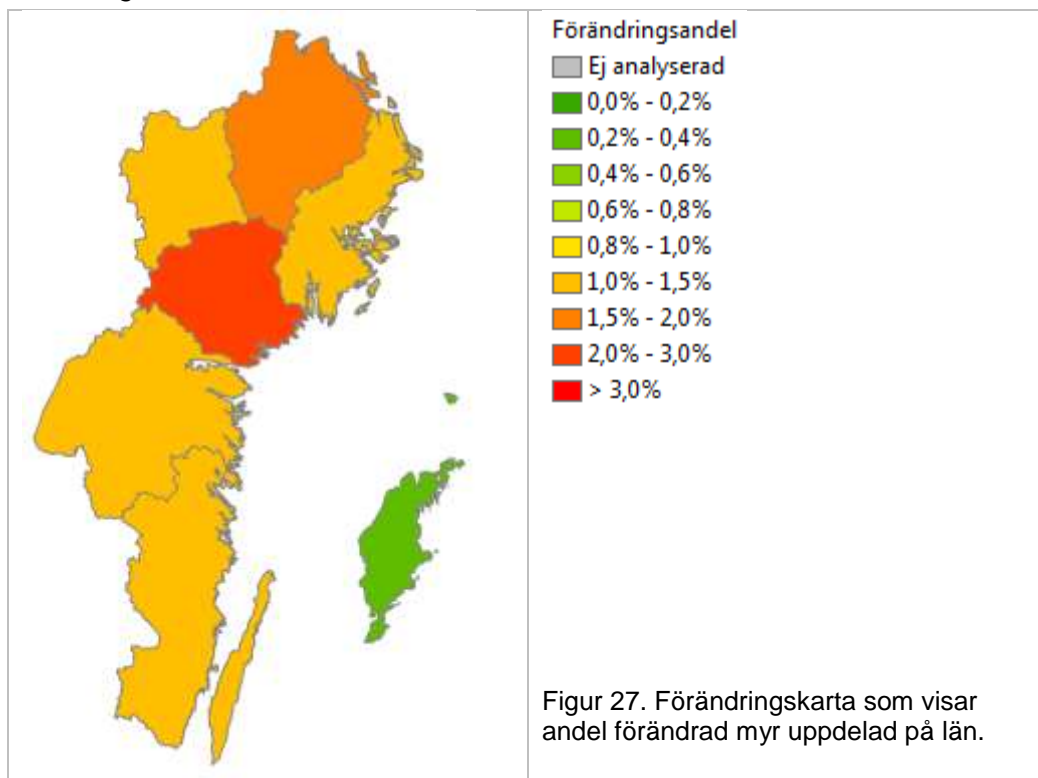 Förändringsandel
Ej analyserad
0,0% - 0,2%
0,2% - 0,4%
0,4% - 0,6%
0,6% - 0,8%
0,8% - 1,0%
1,0% - 1,5%
1,5% - 2,0%
2,0% - 3,0%
> 3,0%
Figur 27. Förändringskarta som visar
andel förändrad myr uppdelad på län.